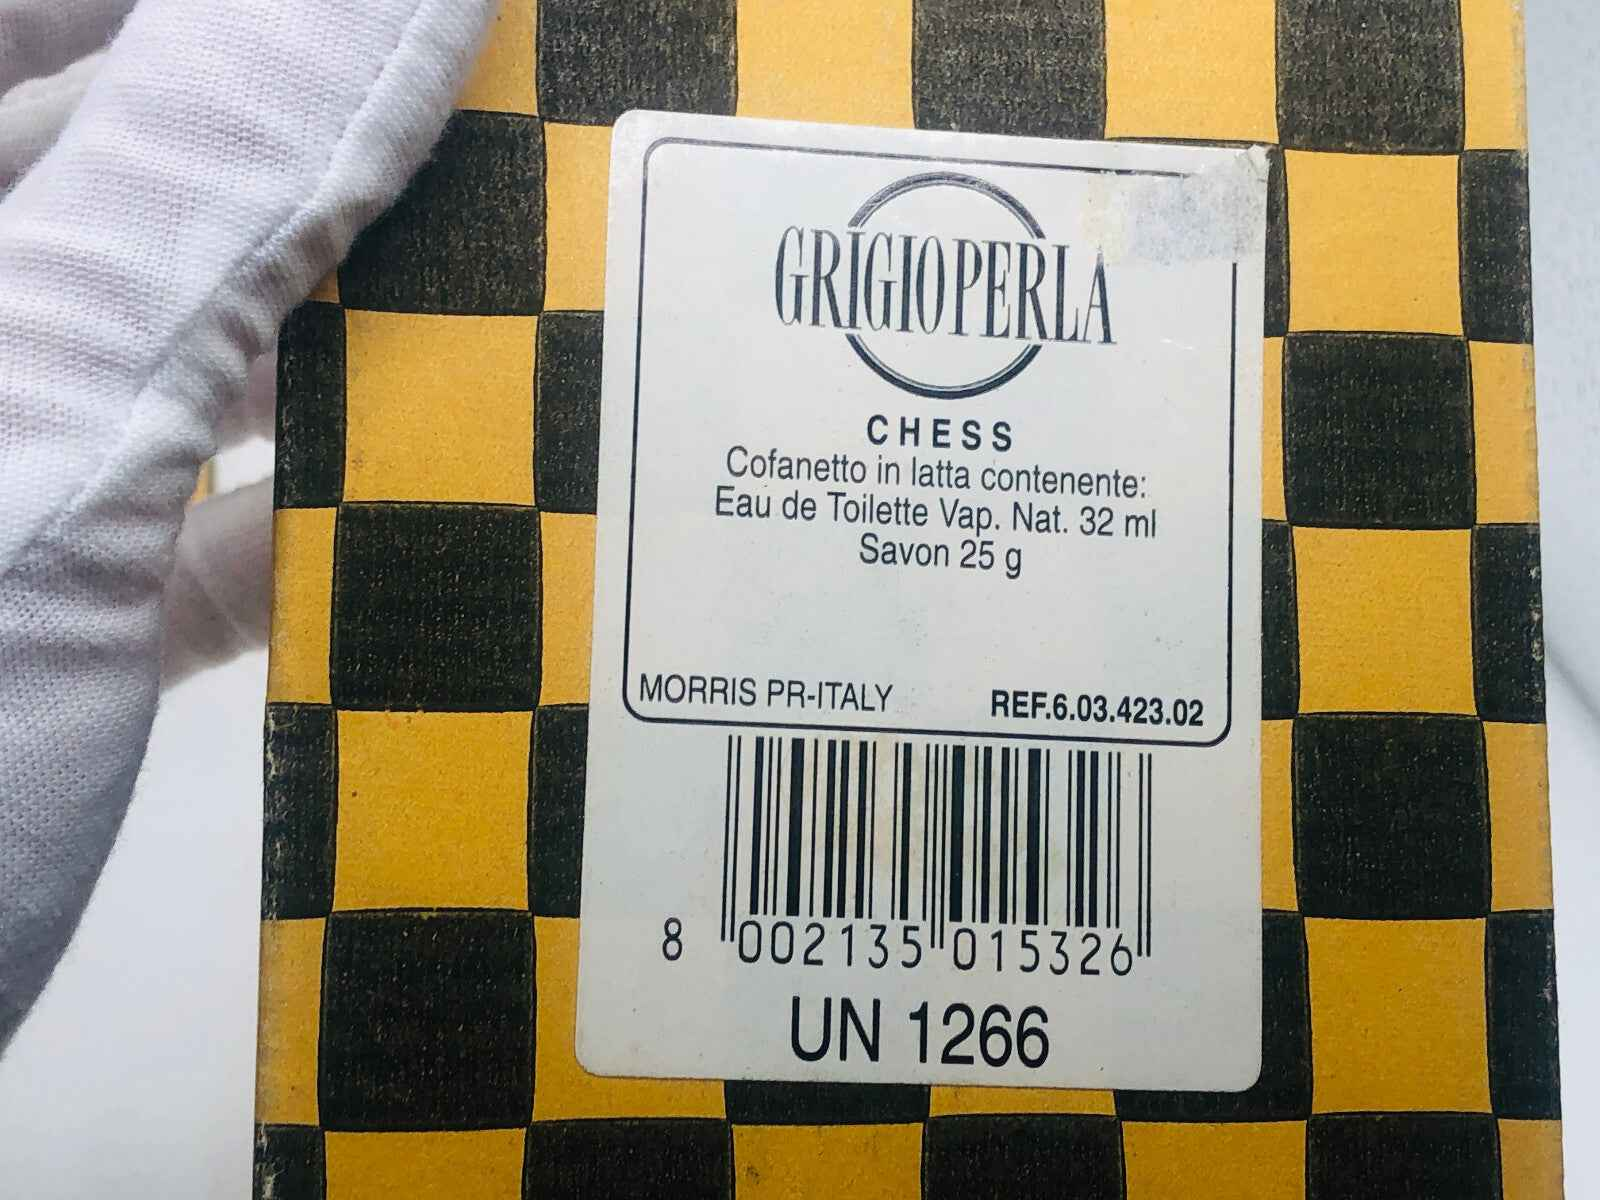 GRIGIOPERLA
CHESS
Cofanetto in latta contenente:
Eau de Toilette Vap. Nat. 32 ml
Savon 25 g
MORRIS PR-ITALY REF.6.03.423.02
8 002135 015326
UN 1266